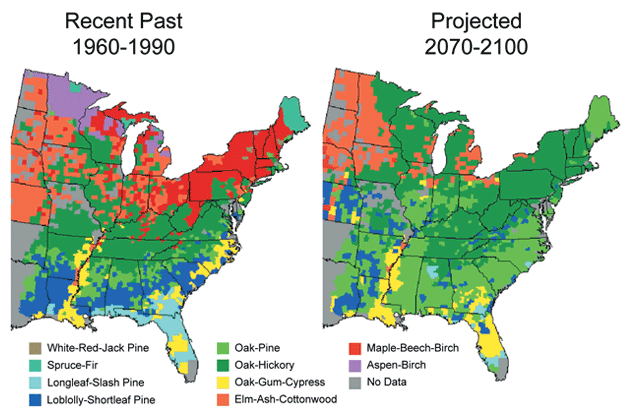 Recent Past
1960-1990
Projected
2070-2100
White-Red-Jack Pine
Spruce-Fir
Longleaf-Slash Pine
Loblolly-Shortleaf Pine
Oak-Pine
Oak-Hickory
Oak-Gum-Cypress
Elm-Ash-Cottonwood
Maple-Beech-Birch
Aspen-Birch
No Data